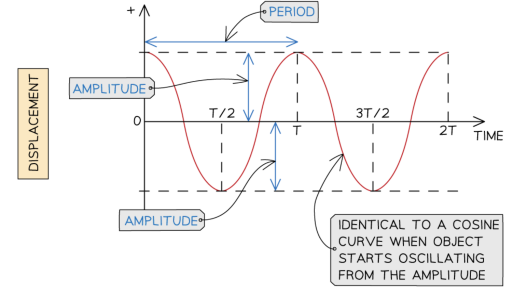 +
PERIOD
DISPLACEMENT
AMPLITUDE
T/2
3T/2
0
T
2T
TIME
AMPLITUDE
IDENTICAL TO A COSINE
CURVE WHEN OBJECT
STARTS OSCILLATING
FROM THE AMPLITUDE